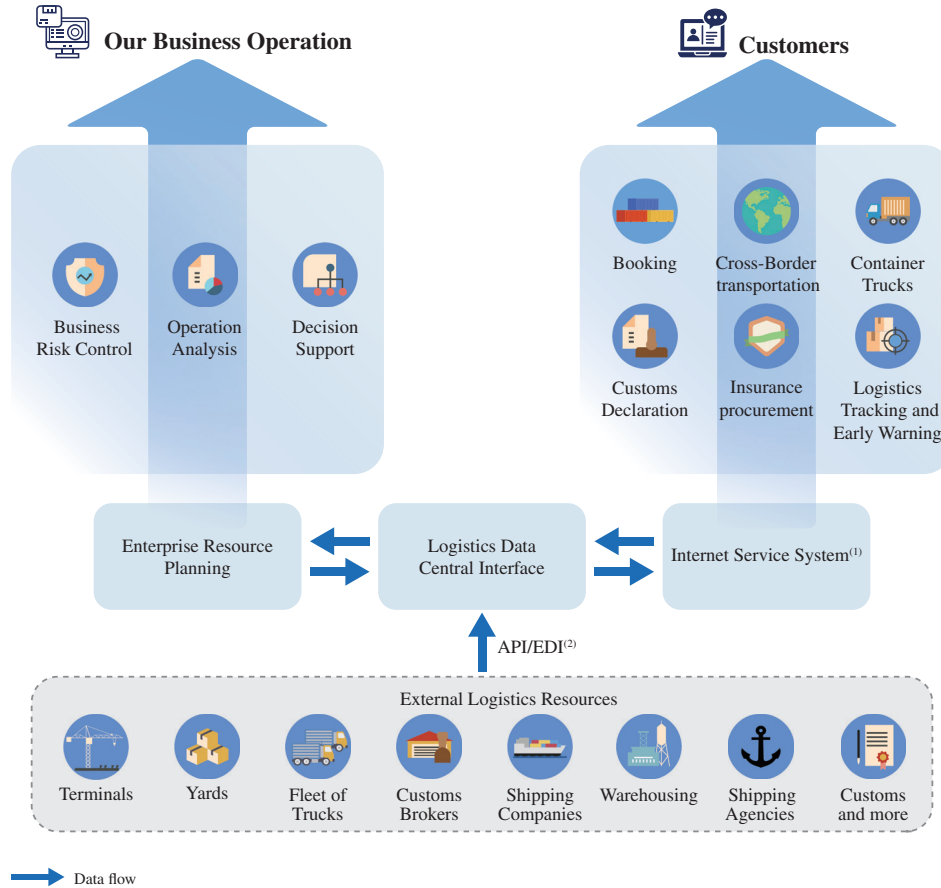 Our Business Operation
Customers
Business
Risk Control
Operation
Analysis
Decision
Support
Booking
Cross-Border
transportation
Container
Trucks
Customs
Declaration
Insurance
procurement
Logistics
Tracking and
Early Warning
Enterprise Resource
Planning
Logistics Data
Central Interface
Internet Service System(1)
API/EDI(2)
External Logistics Resources
Terminals
Yards
Fleet of
Trucks
Customs
Brokers
Shipping
Companies
Warehousing
Shipping
Agencies
Customs
and more
Data flow